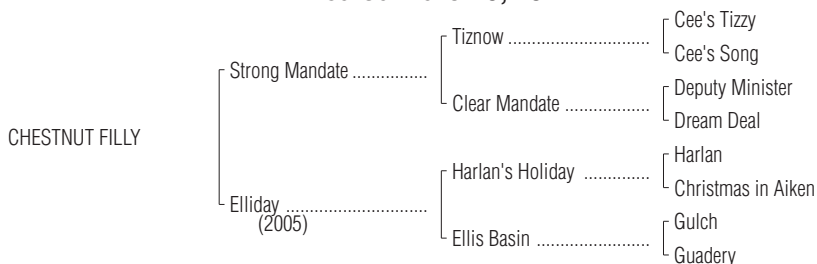 CHESTNUT FILLY
Strong Mandate ................
Elliday ..............................
(2005)
Tiznow ..............................
Clear Mandate ..................
Harlan's Holiday ..............
Ellis Basin ........................
Cee's Tizzy
Cee's Song
Deputy Minister
Dream Deal
Harlan
Christmas in Aiken
Gulch
Guadery